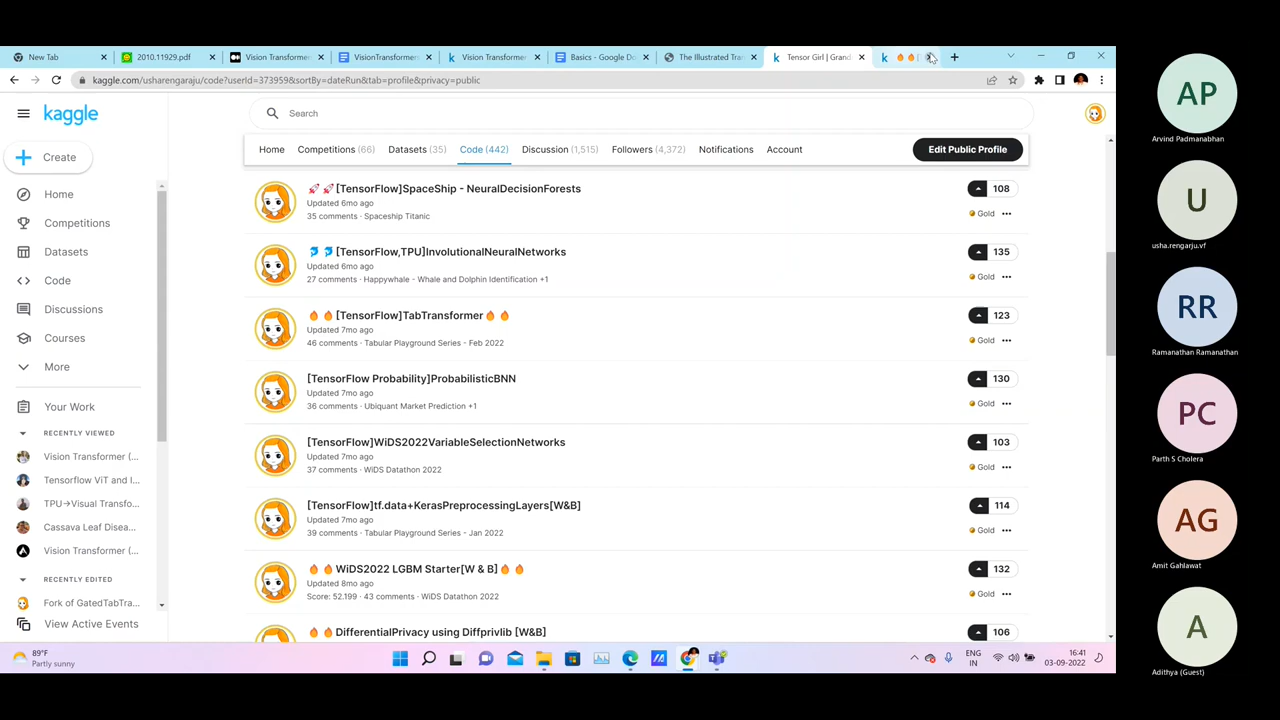 New Tab
2010.11929.pdf
Vision Transforme
VisionTransforme
Vision Transforme
Basics - Google Do
The Illustrated Tra
Tensor Girl | Grand
kaggle.com/usharengaraju/code?userId=373959&sortBy=dateRun&tab=profile&privacy=public
kaggle
Search
Create
Home
Competitions
Datasets
Code
Discussions
Courses
More
Your Work
RECENTLY VIEWED
Vision Transformer (...
Tensorflow ViT and I...
TPU→Visual Transfo...
Cassava Leaf Disea...
Vision Transformer (...
RECENTLY EDITED
Fork of GatedTabTra...
View Active Events
Home
Competitions (66)
Datasets (35)
Code (442)
Discussion (1,515)
Followers (4,372)
Notifications
Account
Edit Public Profile
🚀🚀[TensorFlow]SpaceShip - NeuralDecisionForests
Updated 6mo ago
35 comments · Spaceship Titanic
108
Gold
[TensorFlow,TPU]InvolutionalNeuralNetworks
Updated 6mo ago
27 comments · Happywhale - Whale and Dolphin Identification +1
135
Gold
🔥🔥[TensorFlow]TabTransformer🔥🔥
Updated 7mo ago
46 comments · Tabular Playground Series - Feb 2022
123
Gold
[TensorFlow Probability]ProbabilisticBNN
Updated 7mo ago
36 comments · Ubiquant Market Prediction +1
130
Gold
[TensorFlow]WiDS2022VariableSelectionNetworks
Updated 7mo ago
37 comments · WiDS Datathon 2022
103
Gold
[TensorFlow]tf.data+KerasPreprocessingLayers[W&B]
Updated 7mo ago
39 comments · Tabular Playground Series - Jan 2022
114
Gold
🔥🔥WiDS2022 LGBM Starter[W & B]🔥🔥
Updated 8mo ago
Score: 52.199 · 43 comments · WiDS Datathon 2022
132
Gold
🔥🔥DifferentialPrivacy using Diffprivlib [W&B]
106
89°F
Partly sunny
ENG
IN
16:41
03-09-2022
AP
Arvind Padmanabhan
U
usha.rengarju.vf
RR
Ramanathan Ramanathan
PC
Parth S Cholera
AG
Amit Gahlawat
A
Adithya (Guest)